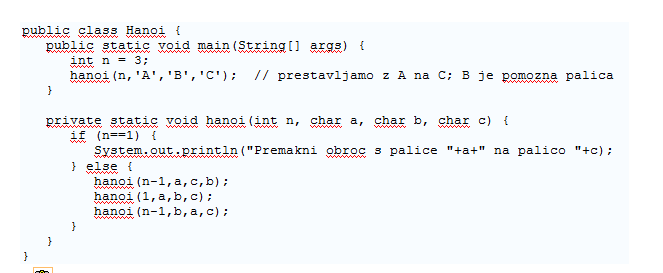 public class Hanoi {
public static void main(String[] args) {
int n = 3;
hanoi(n,'A','B','C');  // prestavljamo z A na C; B je pomozna palica
}
private static void hanoi(int n, char a, char b, char c) {
if (n==1) {
System.out.println("Premakni obroc s palice "+a+" na palico "+c);
} else {
hanoi(n-1,a,c,b);
hanoi(1,a,b,c);
hanoi(n-1,b,a,c);
}
}
}